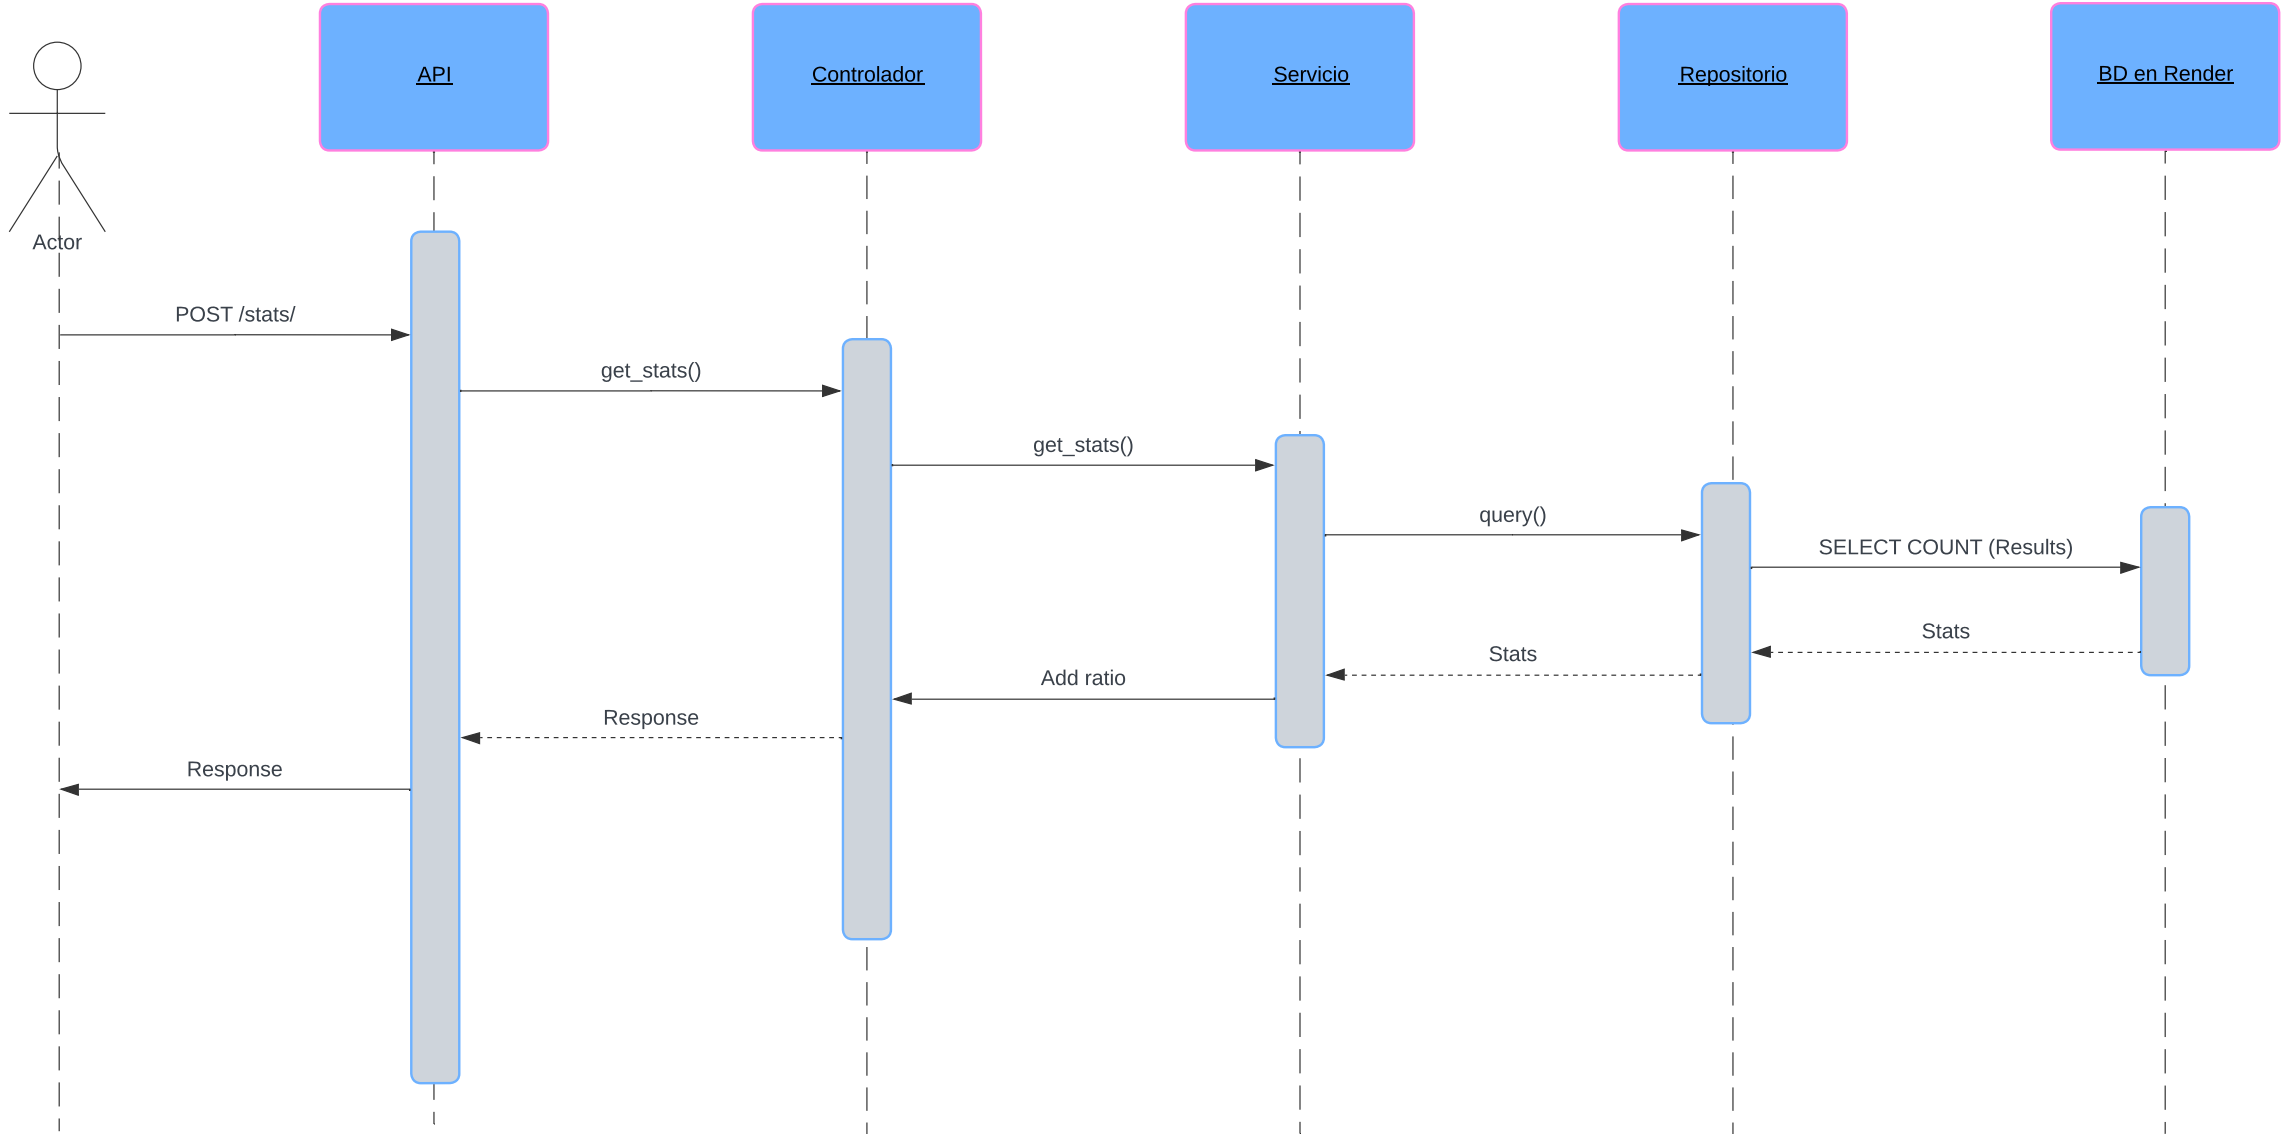 API
Controlador
Servicio
Repositorio
BD en Render
Actor
POST /stats/
get_stats()
get_stats()
query()
SELECT COUNT (Results)
Stats
Stats
Add ratio
Response
Response